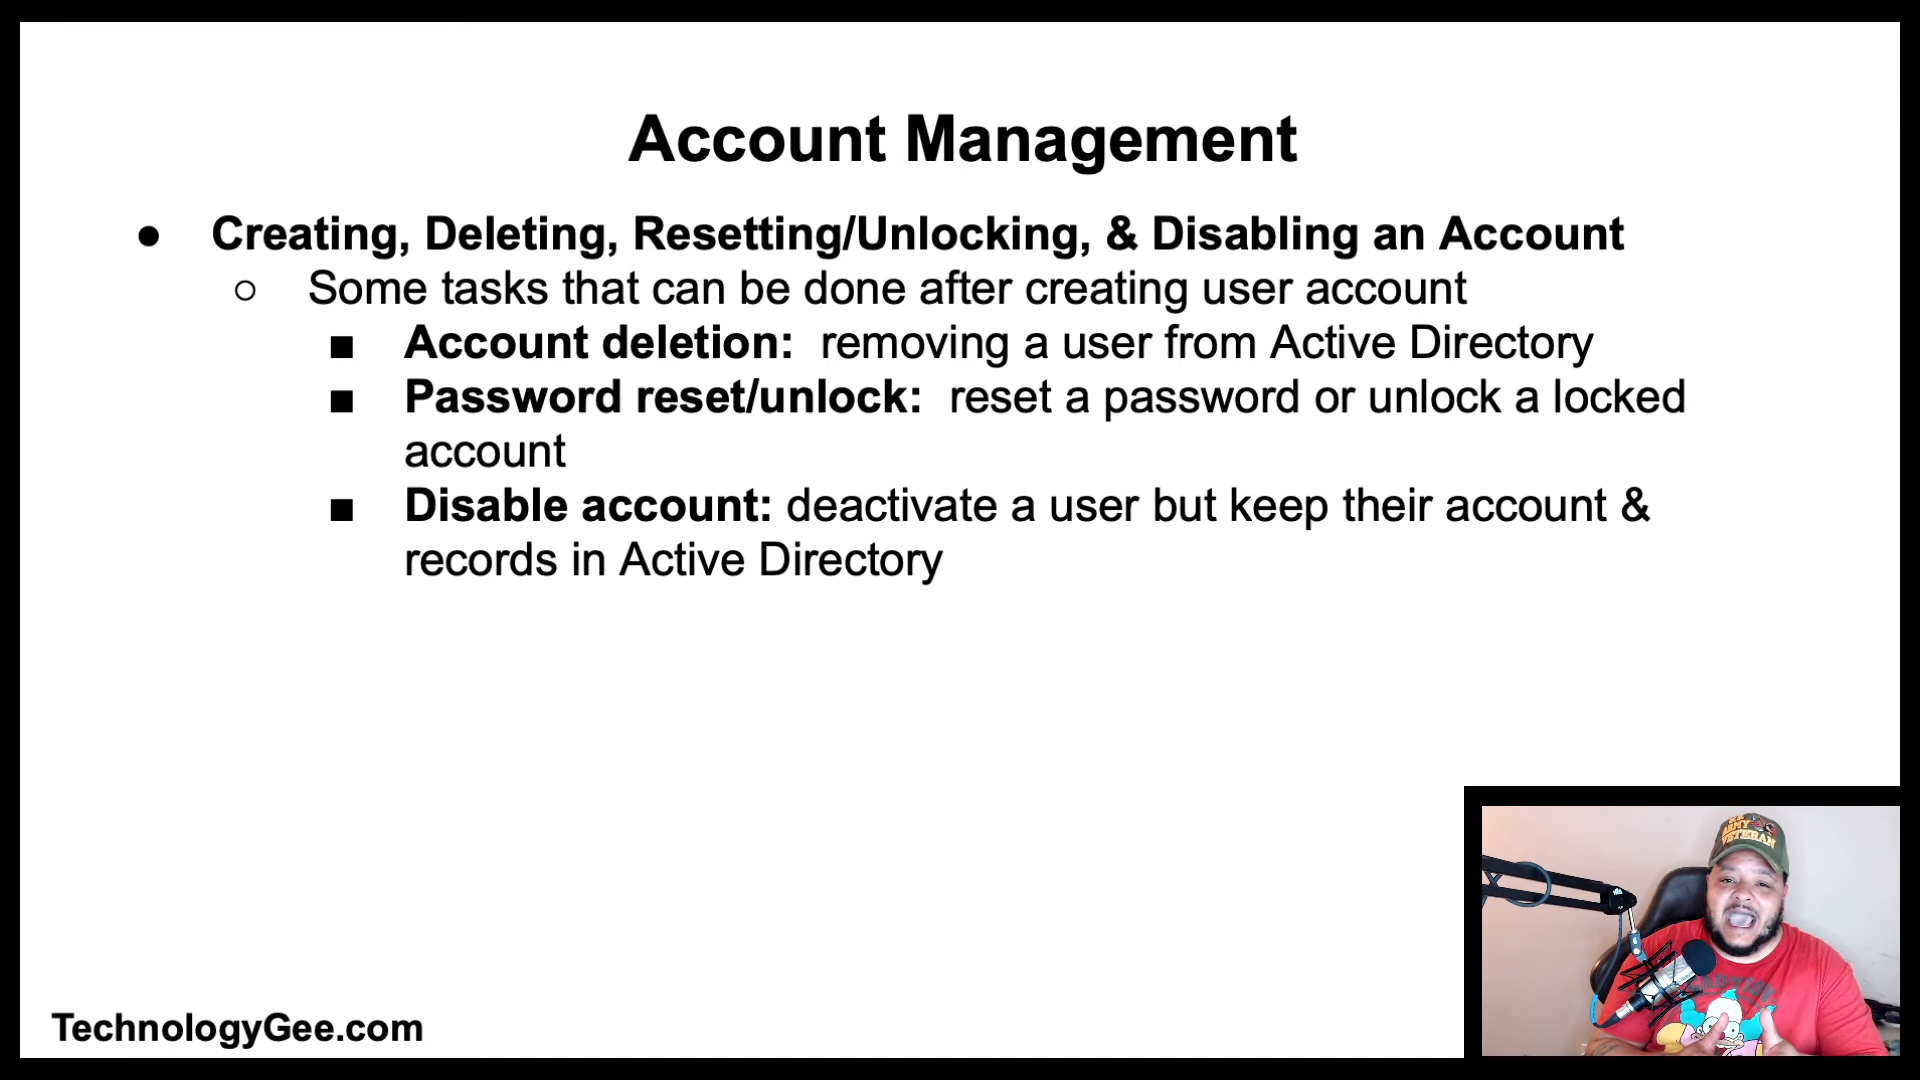 Account Management
● Creating, Deleting, Resetting/Unlocking, & Disabling an Account
○ Some tasks that can be done after creating user account
■ Account deletion: removing a user from Active Directory
■ Password reset/unlock: reset a password or unlock a locked
account
■ Disable account: deactivate a user but keep their account &
records in Active Directory
ARMY
VETERAN
TechnologyGee.com